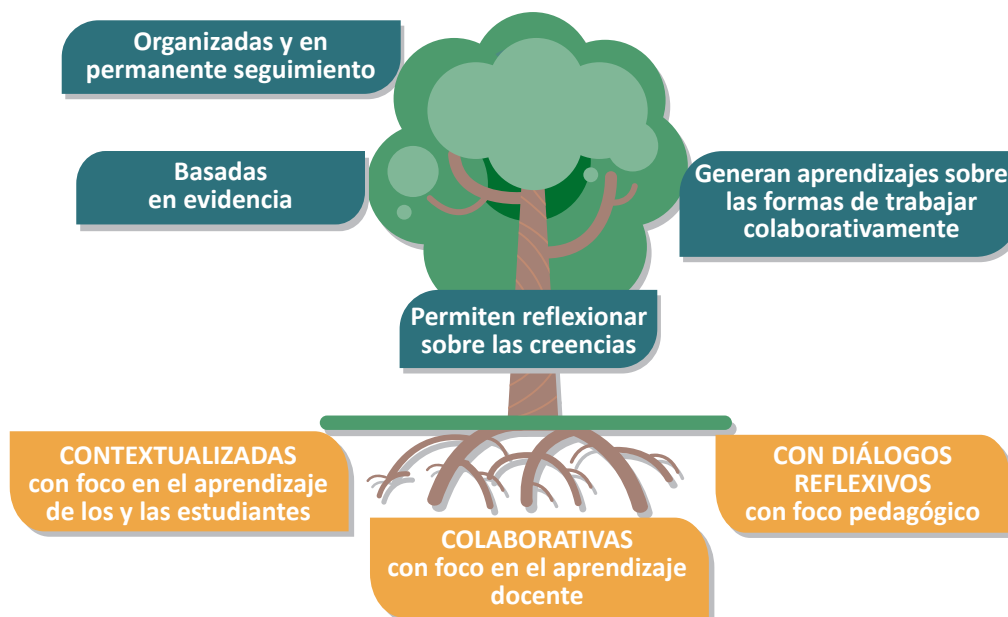 Organizadas y en
permanente seguimiento
Basadas
en evidencia
Generan aprendizajes sobre
las formas de trabajar
colaborativamente
Permiten reflexionar
sobre las creencias
CONTEXTUALIZADAS
con foco en el aprendizaje
de los y las estudiantes
COLABORATIVAS
con foco en el aprendizaje
docente
CON DIÁLOGOS
REFLEXIVOS
con foco pedagógico